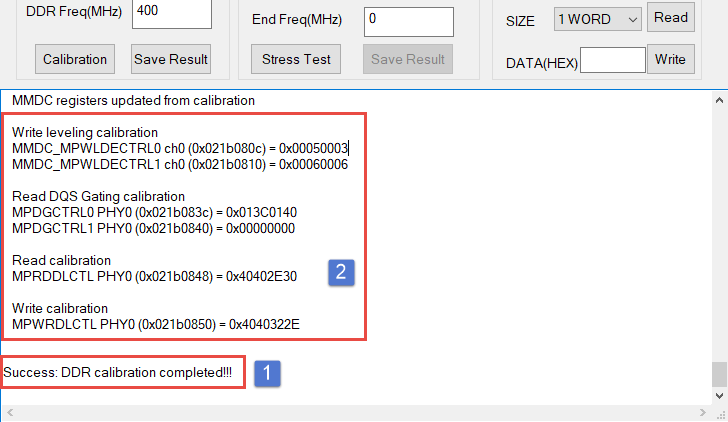 DDR Freq(MHz) 400
End Freq(MHz) 0
SIZE 1 WORD Read
Calibration Save Result Stress Test Save Result DATA(HEX) Write
MMDC registers updated from calibration
Write leveling calibration
MMDC_MPWLDECTRL0 ch0 (0x021b080c) = 0x00050003
MMDC_MPWLDECTRL1 ch0 (0x021b0810) = 0x00060006
Read DQS Gating calibration
MPDGCTRL0 PHY0 (0x021b083c) = 0x013C0140
MPDGCTRL1 PHY0 (0x021b0840) = 0x00000000
Read calibration
MPRDDLCTL PHY0 (0x021b0848) = 0x40402E30
2
Write calibration
MPWRDLCTL PHY0 (0x021b0850) = 0x4040322E
Success: DDR calibration completed!!!
1